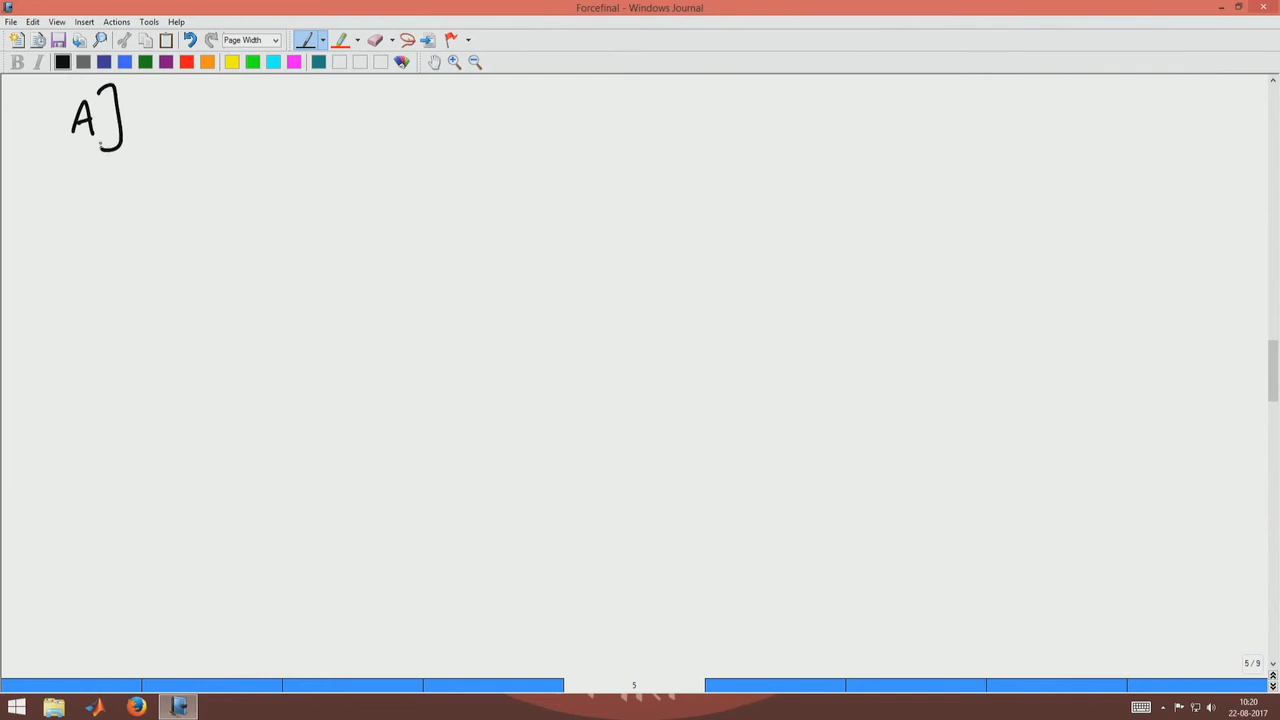 Forcefinal - Windows Journal
File Edit View Insert Actions Tools Help
Page Width
B I
A]
5 / 9
5
10:20
22-08-2017